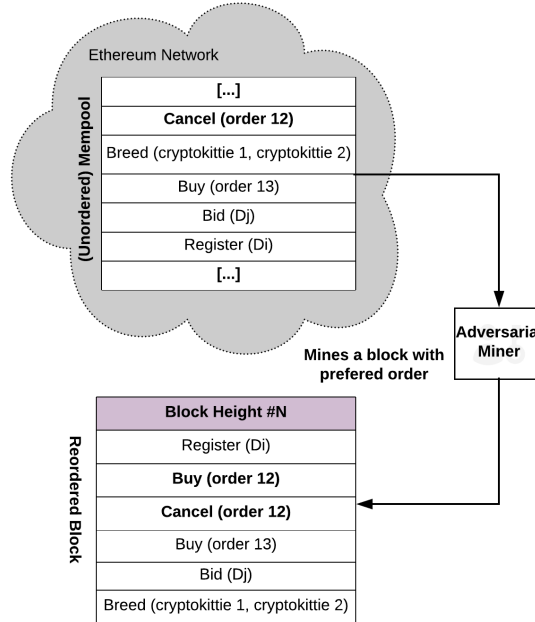 Ethereum Network
(Unordered) Mempool
[...]
Cancel (order 12)
Breed (cryptokittie 1, cryptokittie 2)
Buy (order 13)
Bid (Dj)
Register (Di)
[...]
Adversaria
Miner
Mines a block with
prefered order
Reordered Block
Block Height #N
Register (Di)
Buy (order 12)
Cancel (order 12)
Buy (order 13)
Bid (Dj)
Breed (cryptokittie 1, cryptokittie 2)